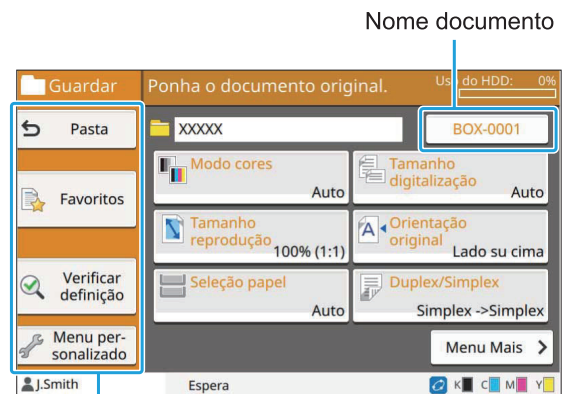 Nome documento
Guardar
Ponha o documento original.
Uso do HDD: 0%
Pasta
XXXXX
BOX-0001
Favoritos
Modo cores
Auto
Tamanho
digitalização
Auto
Tamanho
reprodução
100% (1:1)
Orientação
original
Lado su cima
Verificar
definição
Seleção papel
Auto
Duplex/Simplex
Simplex ->Simplex
Menu per-
sonalizado
Menu Mais
J.Smith
Espera
K C M Y